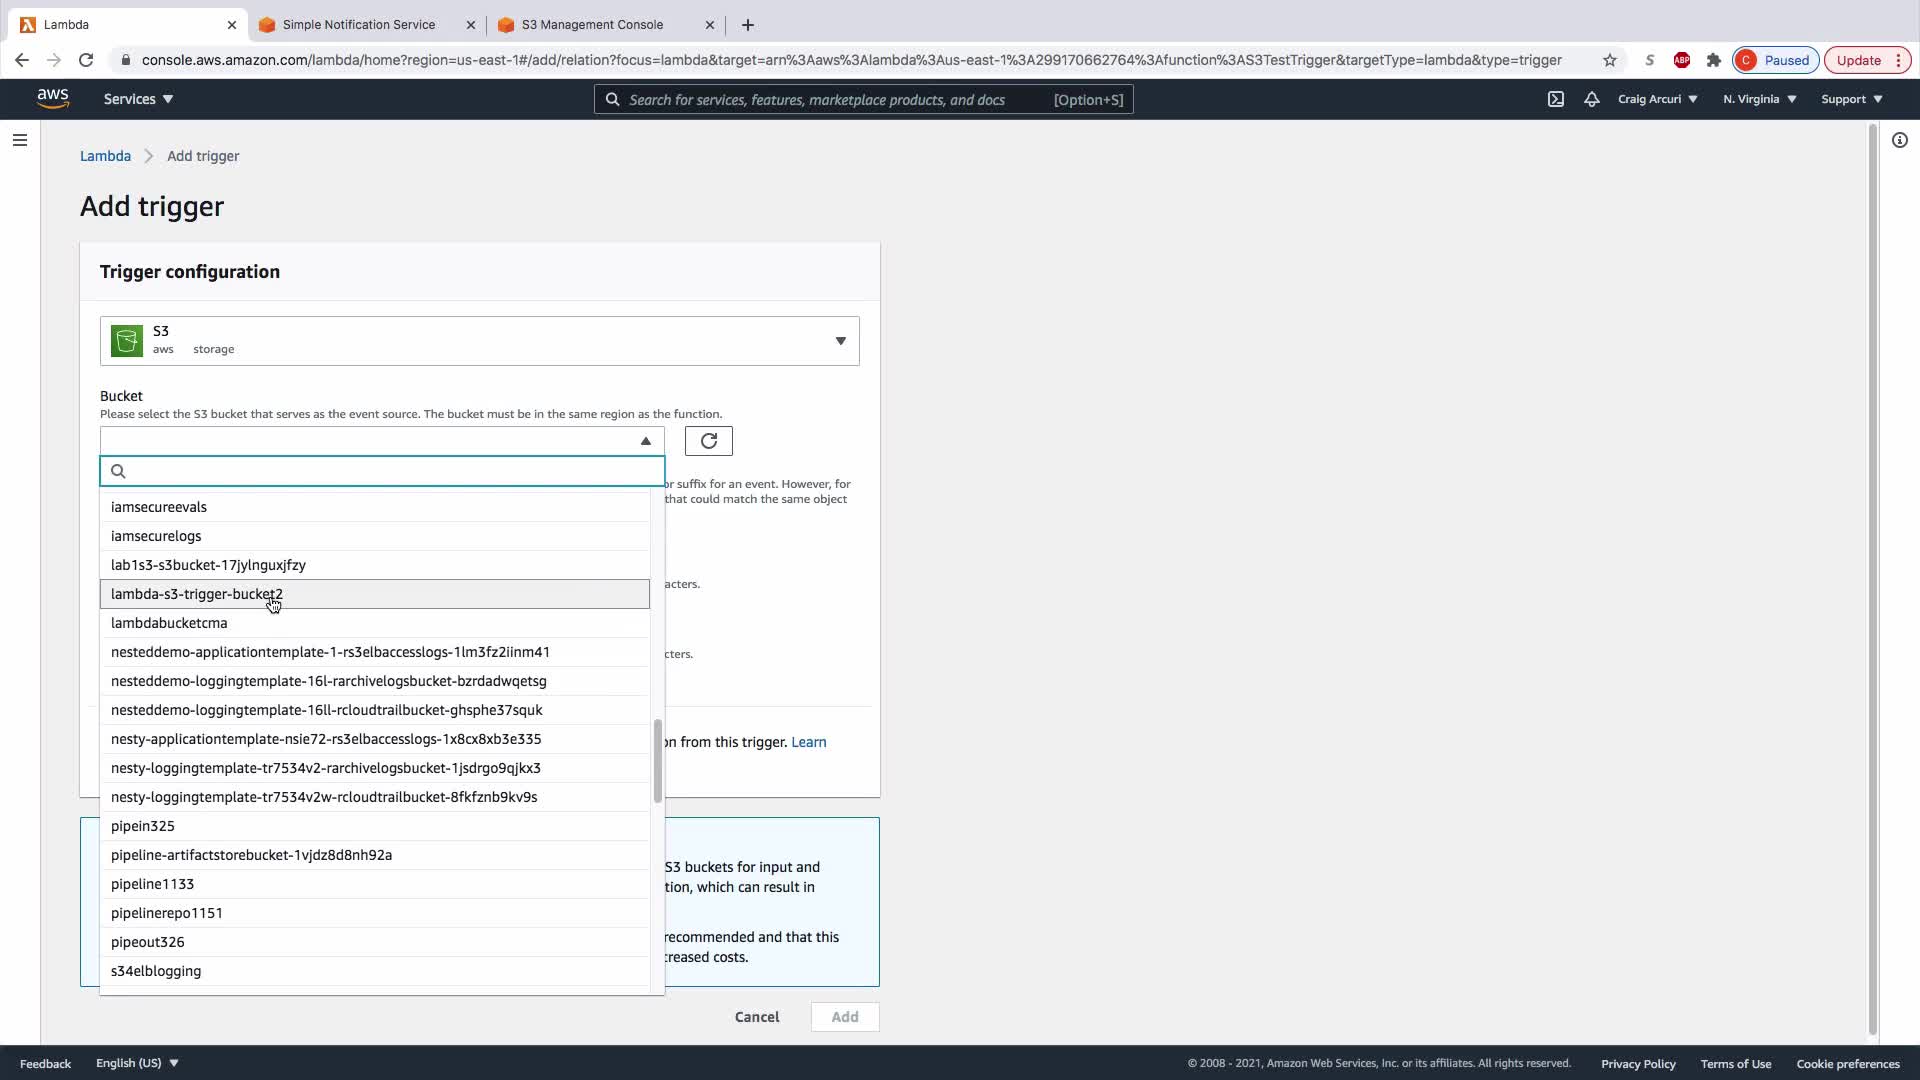 Lambda
Simple Notification Service
S3 Management Console
console.aws.amazon.com/lambda/home?region=us-east-1#/add/relation?focus=lambda&target=arn%3Aaws%3Alambda%3Aus-east-1%3A299170662764%3Afunction%3AS3TestTrigger&targetType=lambda&type=trigger
S
ABP
C Paused
Update
aws
Services
Search for services, features, marketplace products, and docs [Option+S]
Craig Arcuri
N. Virginia
Support
Lambda
Add trigger
Add trigger
Trigger configuration
S3
aws storage
Bucket
Please select the S3 bucket that serves as the event source. The bucket must be in the same region as the function.
or suffix for an event. However, for
that could match the same object
iamsecureevals
iamsecurelogs
lab1s3-s3bucket-17jylnguxjfzy
acters.
lambda-s3-trigger-bucket2
lambdabucketcma
nesteddemo-applicationtemplate-1-rs3elbaccesslogs-1lm3fz2iinm41
cters.
nesteddemo-loggingtemplate-16l-rarchivelogsbucket-bzrdadwqetsg
nesteddemo-loggingtemplate-16ll-rcloudtrailbucket-ghsphe37squk
nesty-applicationtemplate-nsie72-rs3elbaccesslogs-1x8cx8xb3e335
on from this trigger. Learn
nesty-loggingtemplate-tr7534v2-rarchivelogsbucket-1jsdrgo9qjkx3
nesty-loggingtemplate-tr7534v2w-rcloudtrailbucket-8fkfznb9kv9s
pipein325
pipeline-artifactstorebucket-1vjdz8d8nh92a
S3 buckets for input and
tion, which can result in
pipeline1133
pipelinerepo1151
pipeout326
recommended and that this
creased costs.
s34elblogging
Cancel
Add
Feedback
English (US)
© 2008 - 2021, Amazon Web Services, Inc. or its affiliates. All rights reserved.
Privacy Policy
Terms of Use
Cookie preferences